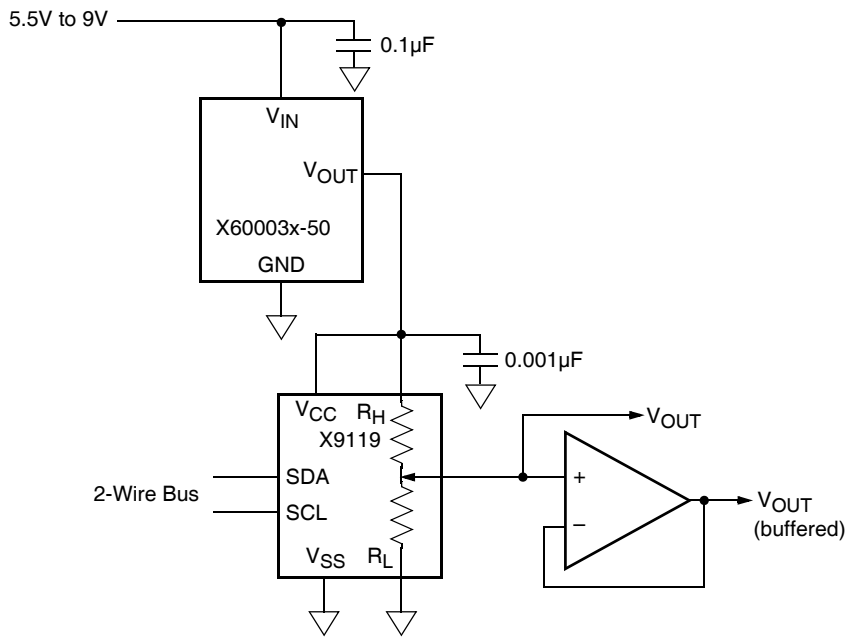 5.5V to 9V
0.1µF
VIN
VOUT
X60003x-50
GND
0.001µF
VCC
RH
X9119
VOUT
2-Wire Bus
SDA
SCL
+
–
VOUT
(buffered)
VSS
RL